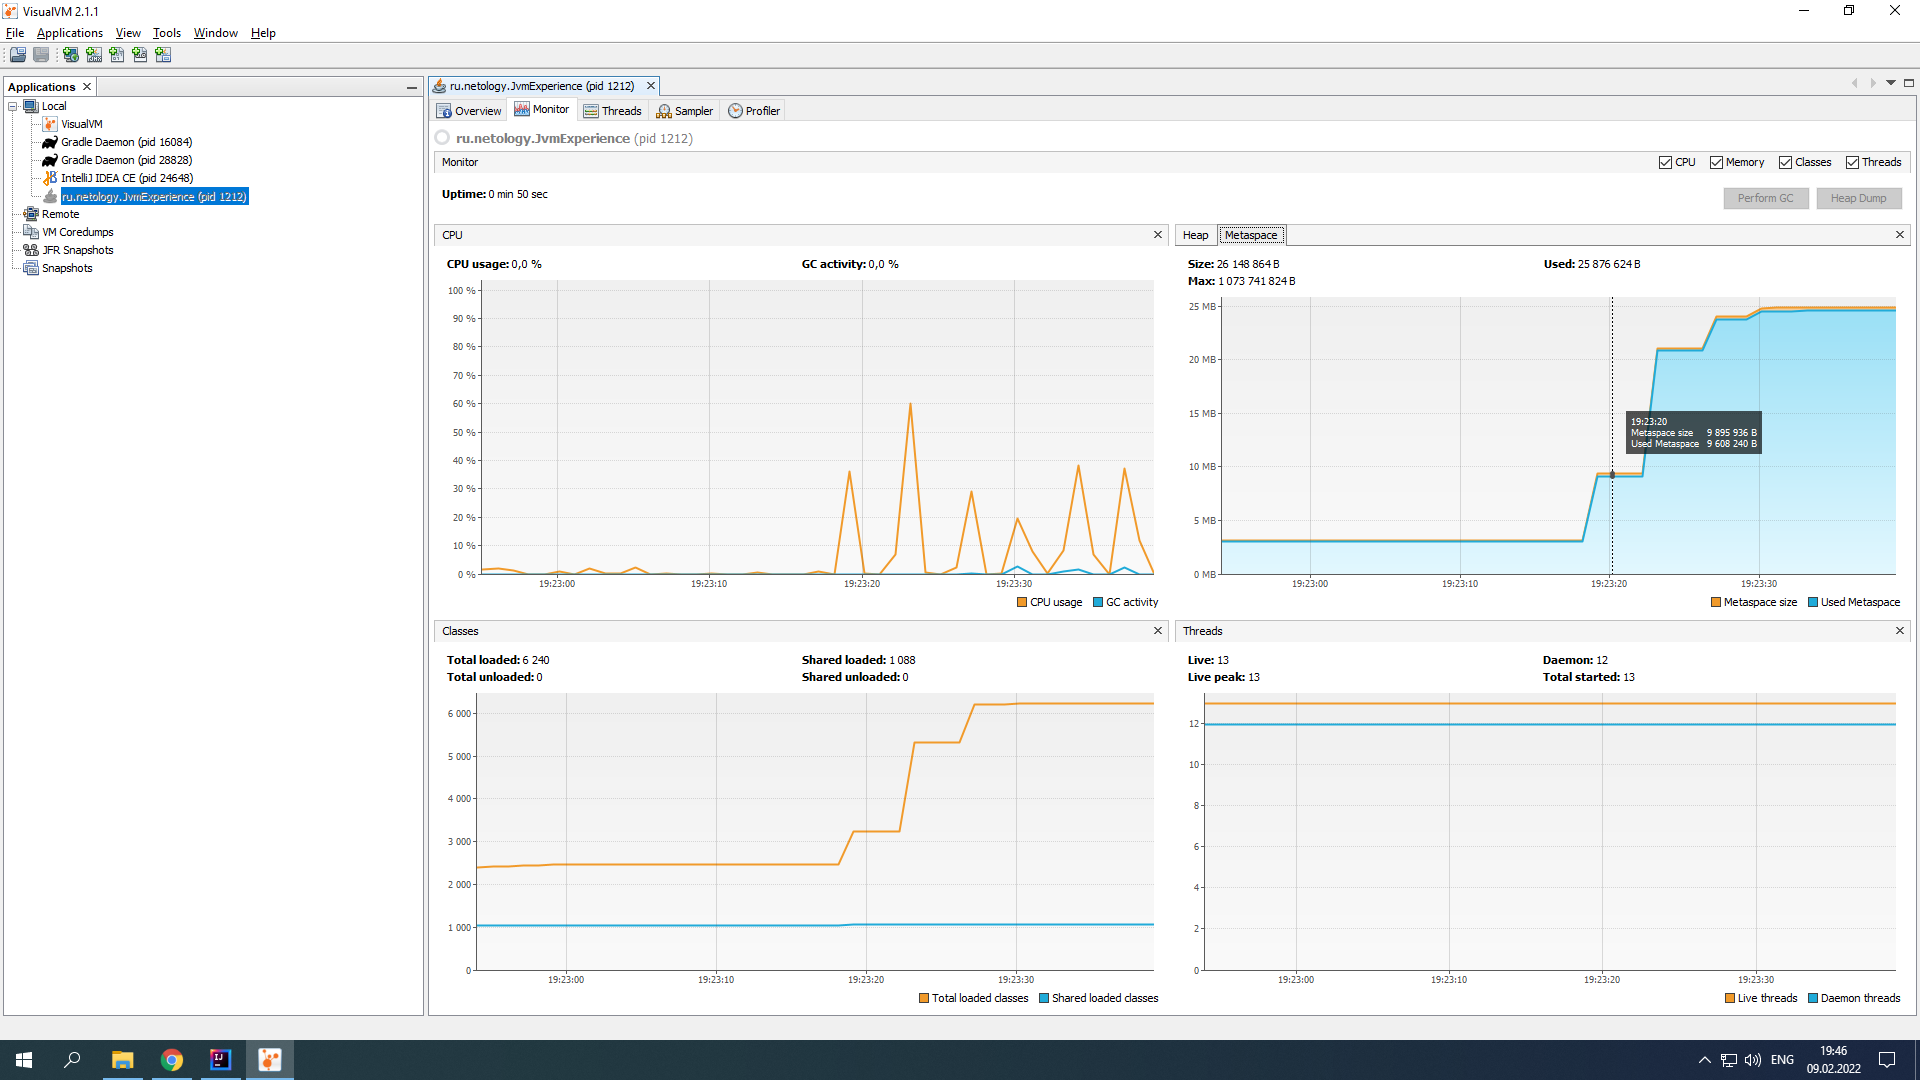 VisualVM 2.1.1
File Applications View Tools Window Help
Applications
Local
VisualVM
Gradle Daemon (pid 16084)
Gradle Daemon (pid 28828)
IntelliJ IDEA CE (pid 24648)
ru.netology.JvmExperience (pid 1212)
Remote
VM Coredumps
JFR Snapshots
Snapshots
ru.netology.JvmExperience (pid 1212)
Overview Monitor Threads Sampler Profiler
ru.netology.JvmExperience (pid 1212)
Monitor
CPU Memory Classes Threads
Uptime: 0 min 50 sec
Perform GC Heap Dump
CPU
CPU usage: 0,0 % GC activity: 0,0 %
100 %
90 %
80 %
70 %
60 %
50 %
40 %
30 %
20 %
10 %
0 %
19:23:00 19:23:10 19:23:20 19:23:30
CPU usage GC activity
Heap Metaspace
Size: 26 148 864 B Used: 25 876 624 B
Max: 1 073 741 824 B
25 MB
20 MB
15 MB
10 MB
5 MB
0 MB
19:23:20
Metaspace size 9 895 936 B
Used Metaspace 9 608 240 B
19:23:00 19:23:10 19:23:20 19:23:30
Metaspace size Used Metaspace
Classes
Total loaded: 6 240 Shared loaded: 1 088
Total unloaded: 0 Shared unloaded: 0
6 000
5 000
4 000
3 000
2 000
1 000
0
19:23:00 19:23:10 19:23:20 19:23:30
Total loaded classes Shared loaded classes
Threads
Live: 13 Daemon: 12
Live peak: 13 Total started: 13
12
10
8
6
4
2
0
19:23:00 19:23:10 19:23:20 19:23:30
Live threads Daemon threads
IJ
ENG
19:46
09.02.2022